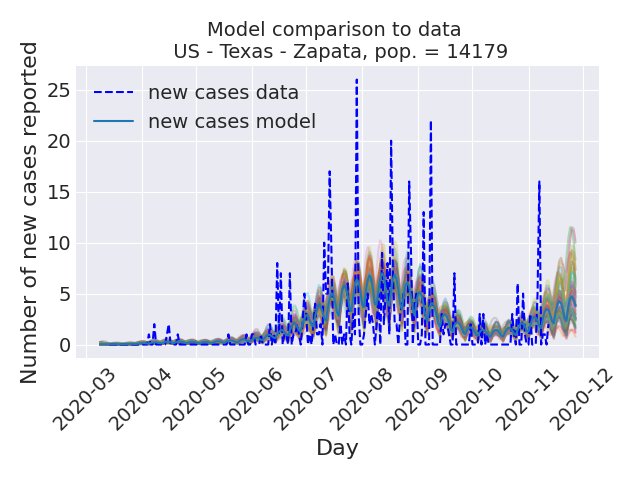 Model comparison to data
US - Texas - Zapata, pop. = 14179
Number of new cases reported
25
20
15
10
5
0
new cases data
new cases model
2020-03
2020-04
2020-05
2020-06
2020-07
2020-08
2020-09
2020-10
2020-11
2020-12
Day